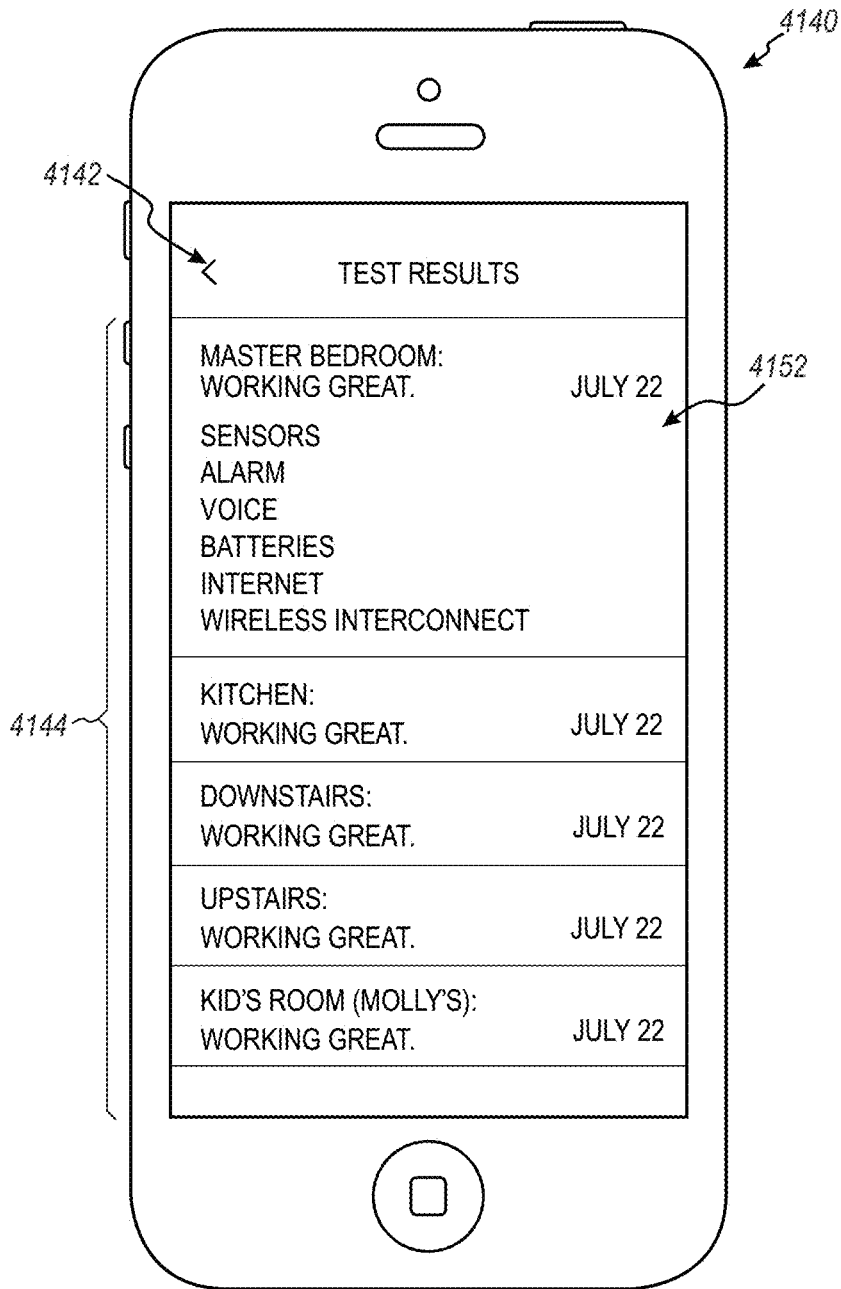 4140
4142
<
TEST RESULTS
MASTER BEDROOM:
WORKING GREAT. JULY 22
4152
SENSORS
ALARM
VOICE
BATTERIES
INTERNET
WIRELESS INTERCONNECT
4144
KITCHEN:
WORKING GREAT. JULY 22
DOWNSTAIRS:
WORKING GREAT. JULY 22
UPSTAIRS:
WORKING GREAT. JULY 22
KID'S ROOM (MOLLY'S):
WORKING GREAT. JULY 22